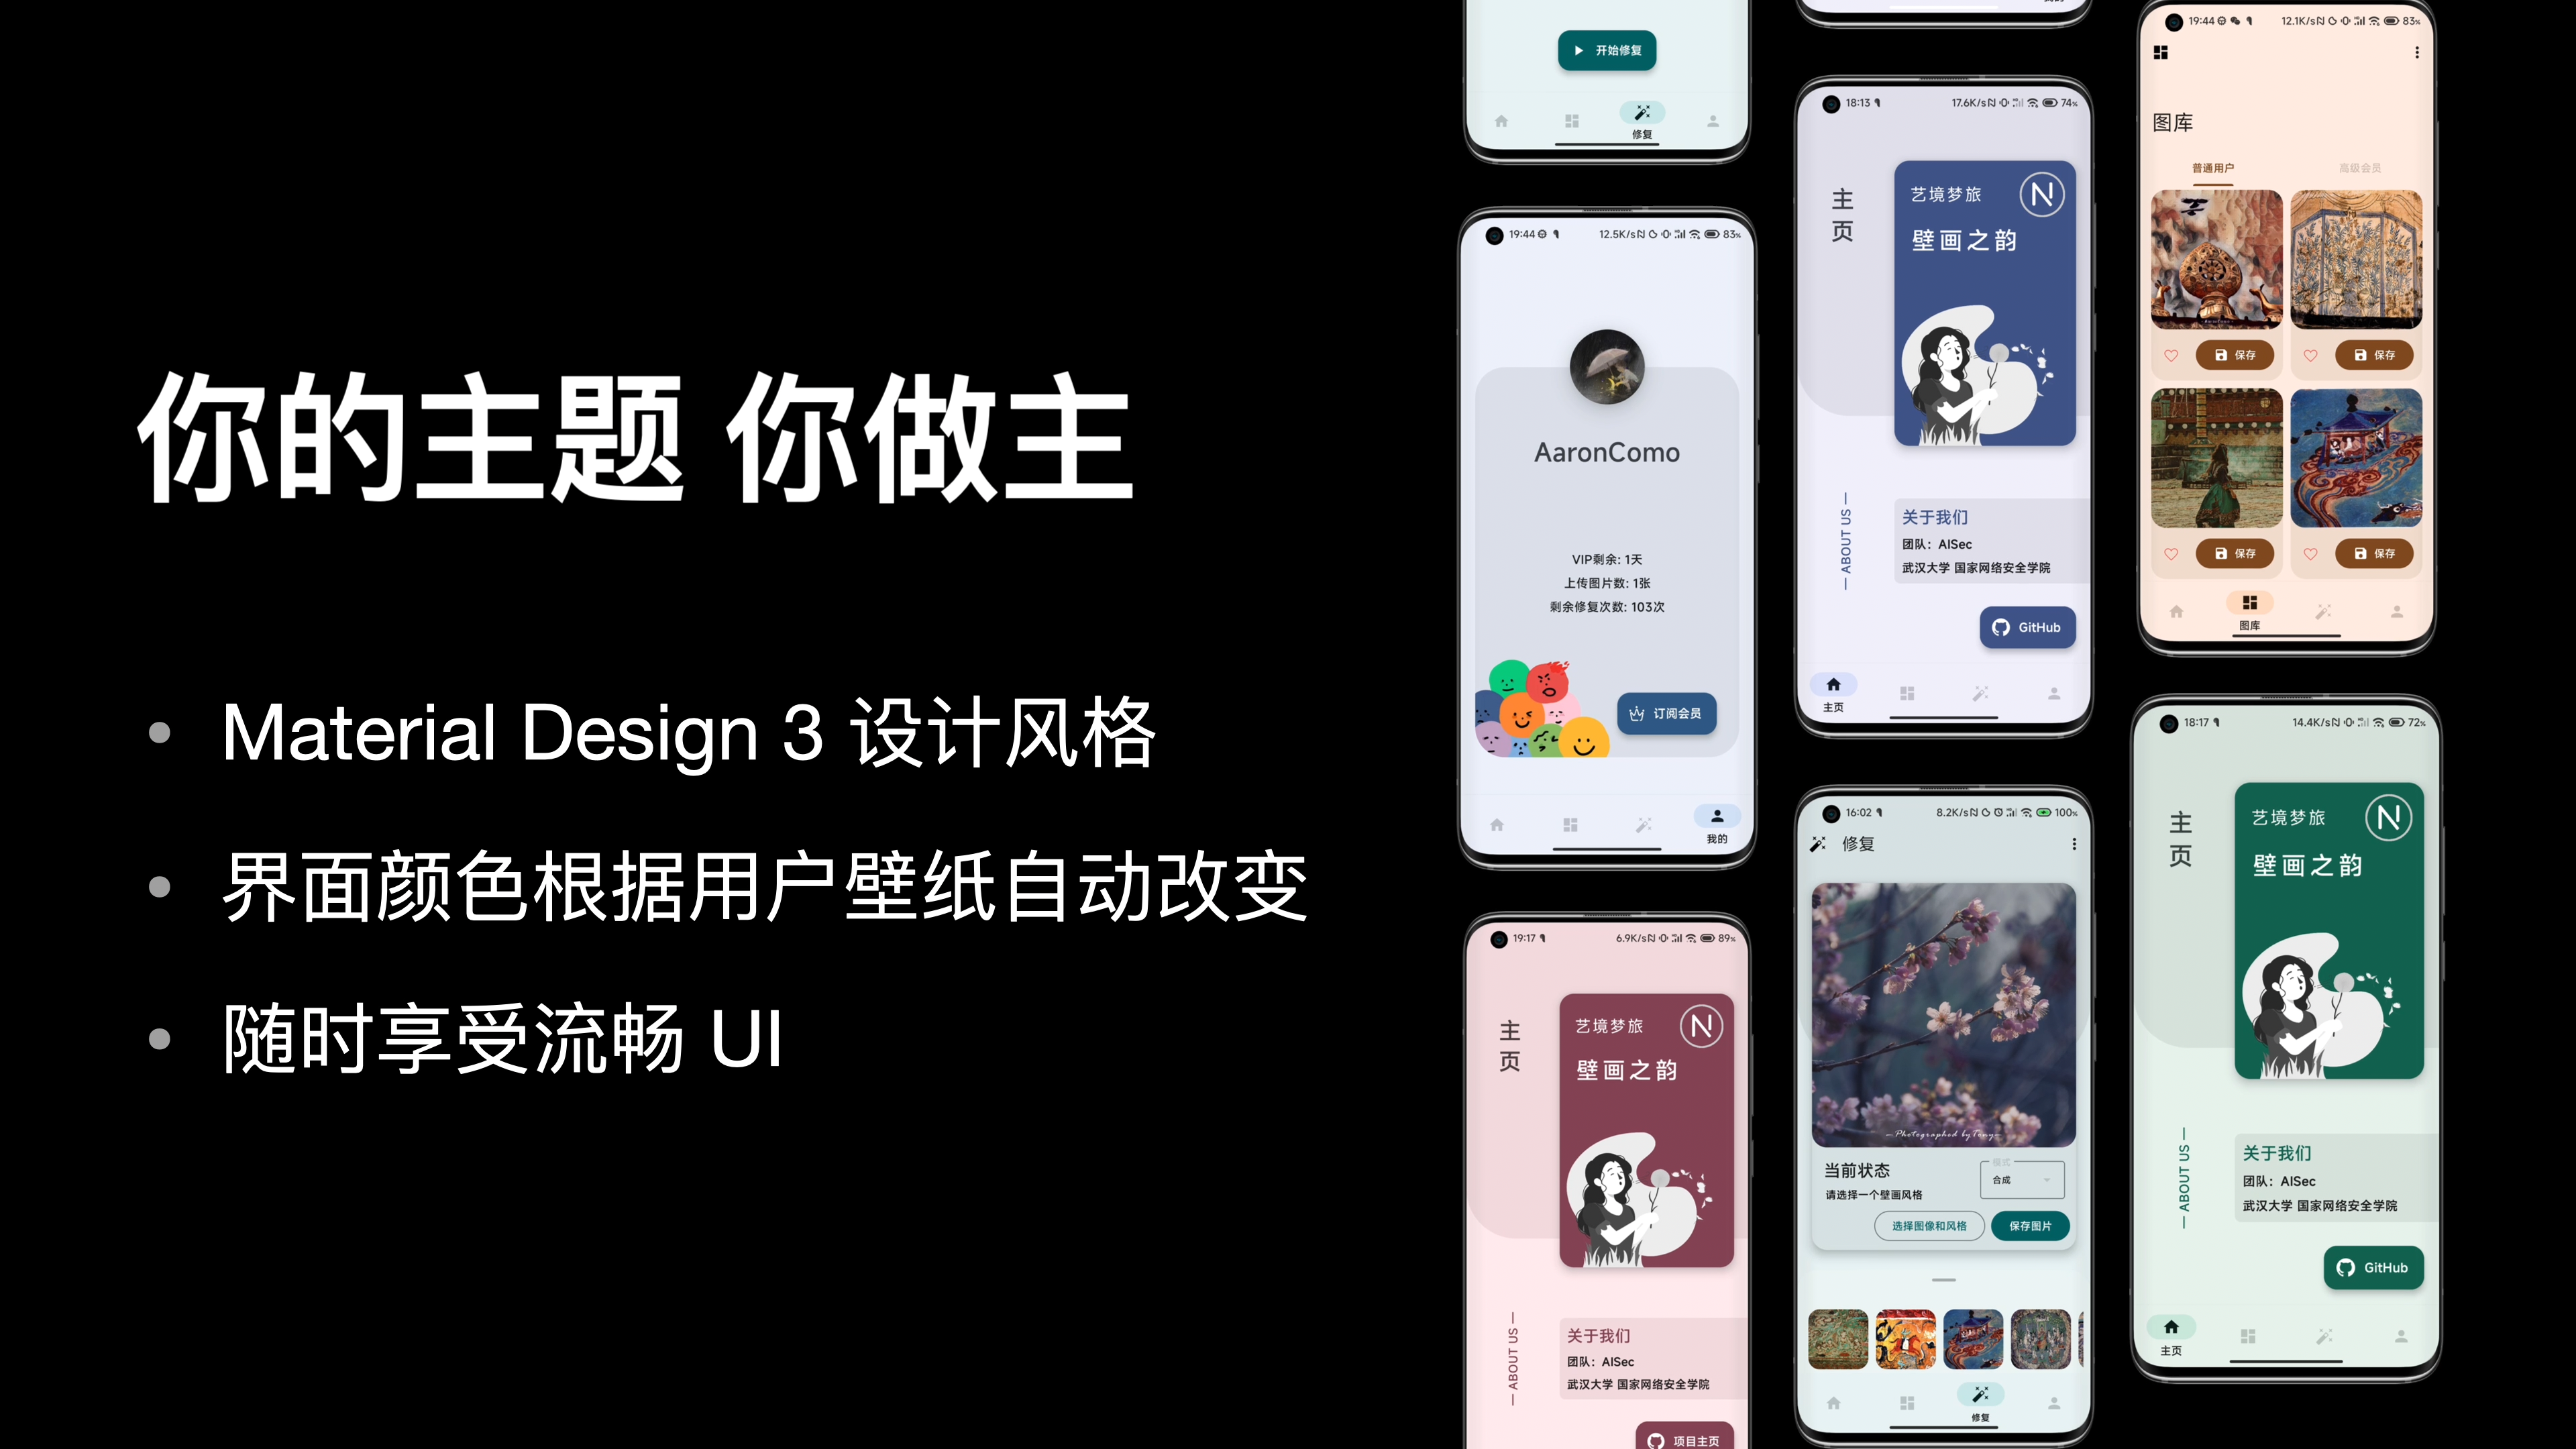 你的主题 你做主
Material Design 3 设计风格
界面颜色根据用户壁纸自动改变
随时享受流畅 UI
开始修复
修复
19:44
12.5K/s
83%
AaronComo
VIP剩余: 1天
上传图片数: 1张
剩余修复次数: 103次
订阅会员
我的
19:17
6.9K/s
89%
主页
艺境梦旅
N
壁画之韵
— ABOUT US —
关于我们
团队：AISec
武汉大学 国家网络安全学院
项目主页
18:13
17.6K/s
74%
主页
艺境梦旅
N
壁画之韵
— ABOUT US —
关于我们
团队：AISec
武汉大学 国家网络安全学院
GitHub
主页
16:02
8.2K/s
100%
修复
—Photographed by Tony—
当前状态
模式
合成
请选择一个壁画风格
选择图像和风格
保存图片
修复
19:44
12.1K/s
83%
图库
普通用户
高级会员
保存
保存
保存
保存
图库
18:17
14.4K/s
72%
主页
艺境梦旅
N
壁画之韵
— ABOUT US —
关于我们
团队：AISec
武汉大学 国家网络安全学院
GitHub
主页